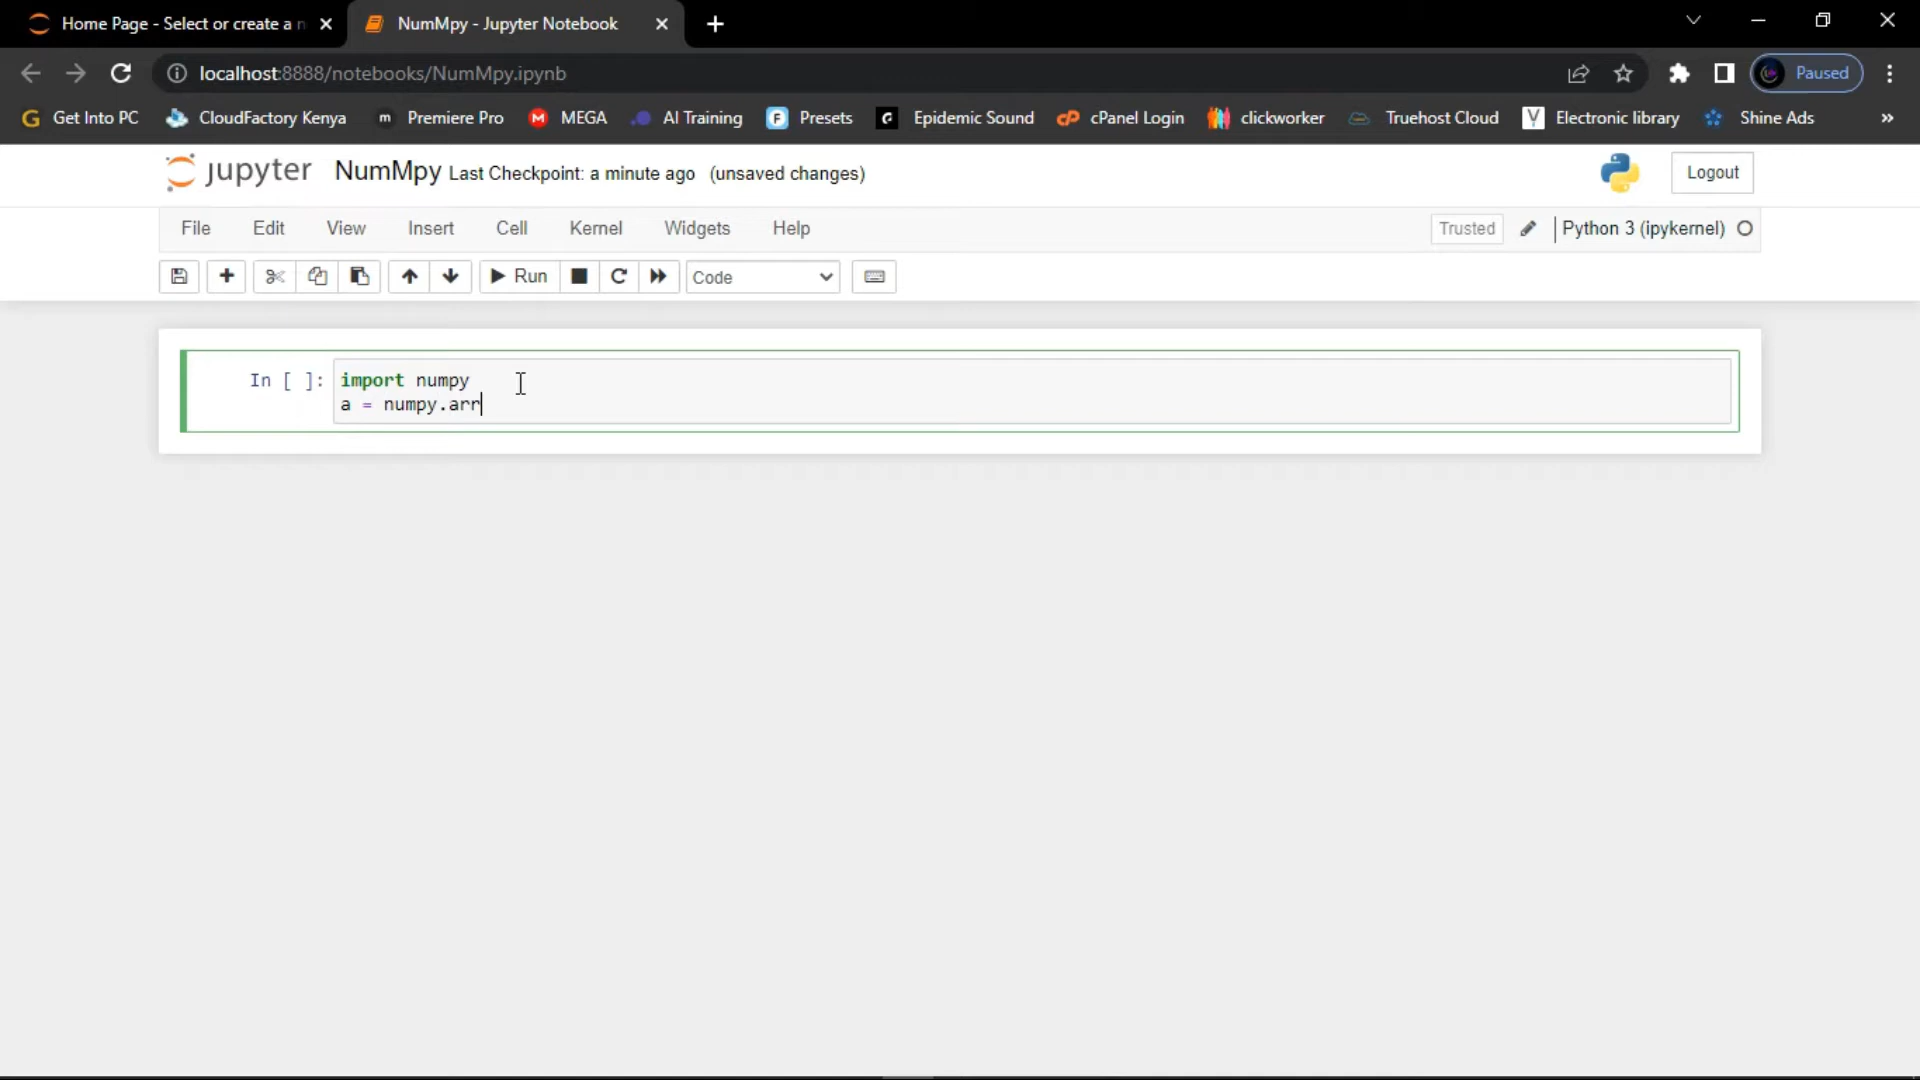 Home Page - Select or create a n
NumMpy - Jupyter Notebook
localhost:8888/notebooks/NumMpy.ipynb
Paused
Get Into PC
CloudFactory Kenya
m
Premiere Pro
M
MEGA
AI Training
F
Presets
Epidemic Sound
cP
cPanel Login
clickworker
Truehost Cloud
Y
Electronic library
Shine Ads
»
jupyter
NumMpy
Last Checkpoint: a minute ago (unsaved changes)
Logout
File
Edit
View
Insert
Cell
Kernel
Widgets
Help
Trusted
Python 3 (ipykernel)
Run
Code
In [ ]:
import numpy
a = numpy.arr